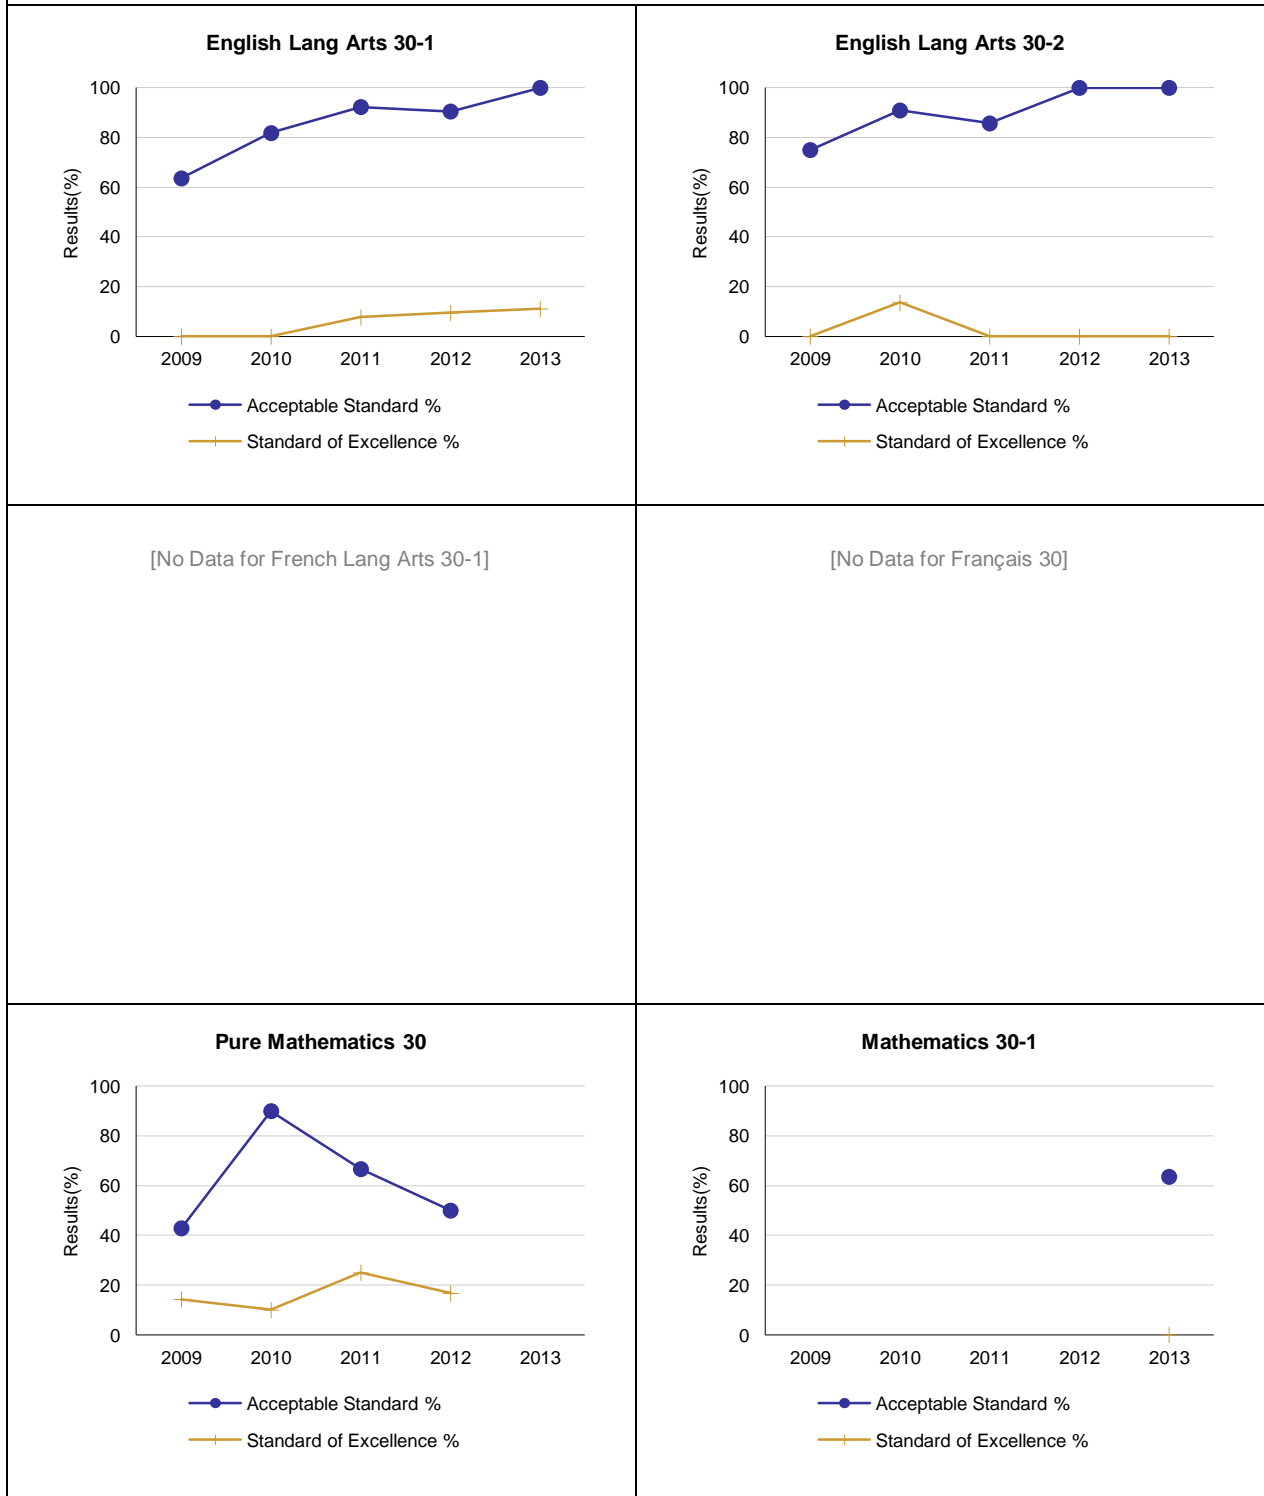 English Lang Arts 30-1
100
80
60
40
20
0
Results(%)
2009 2010 2011 2012 2013
Acceptable Standard %
Standard of Excellence %
English Lang Arts 30-2
100
80
60
40
20
0
Results(%)
2009 2010 2011 2012 2013
Acceptable Standard %
Standard of Excellence %
[No Data for French Lang Arts 30-1]
[No Data for Français 30]
Pure Mathematics 30
100
80
60
40
20
0
Results(%)
2009 2010 2011 2012 2013
Acceptable Standard %
Standard of Excellence %
Mathematics 30-1
100
80
60
40
20
0
Results(%)
2009 2010 2011 2012 2013
Acceptable Standard %
Standard of Excellence %